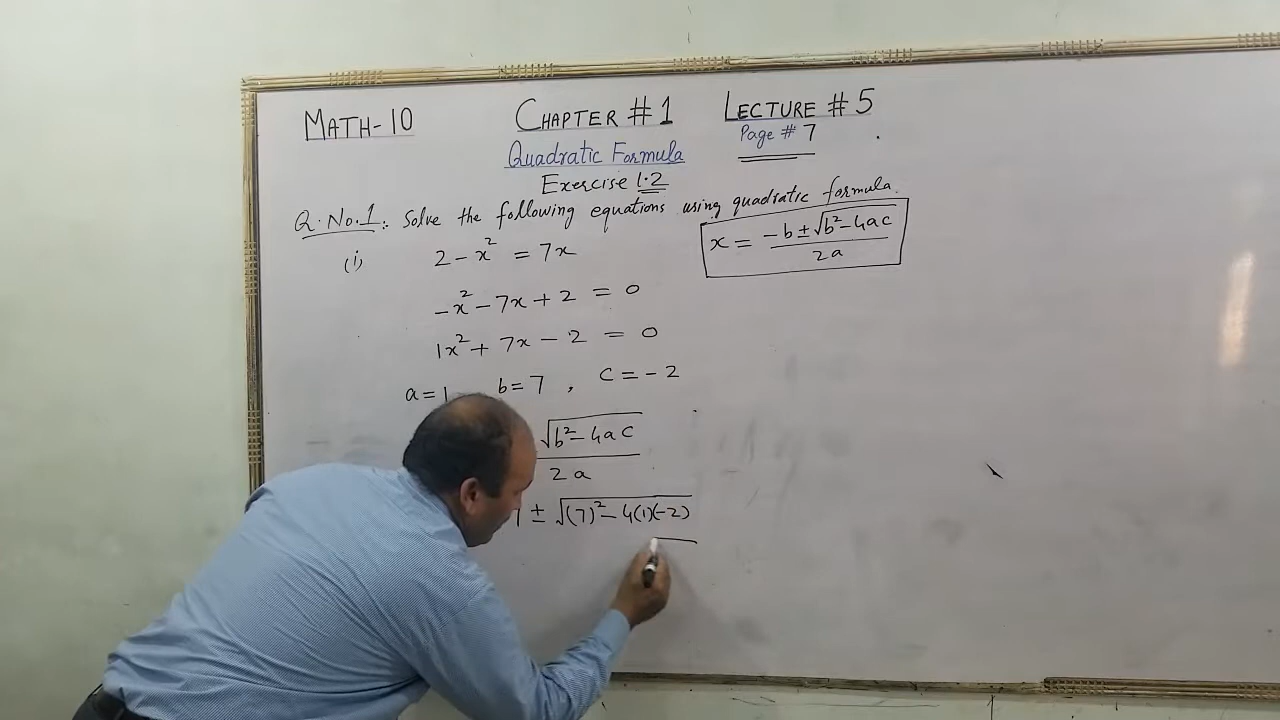 MATH-10 CHAPTER #1 LECTURE #5
Page # 7
Quadratic Formula
Exercise 1.2
Q.No.1: Solve the following equations using quadratic formula.
x = (-b ± √(b² - 4ac)) / 2a
(i) 2 - x² = 7x
-x² - 7x + 2 = 0
1x² + 7x - 2 = 0
a = 1 b = 7 , c = -2
√(b² - 4ac) / 2a
± √((7)² - 4(1)(-2))